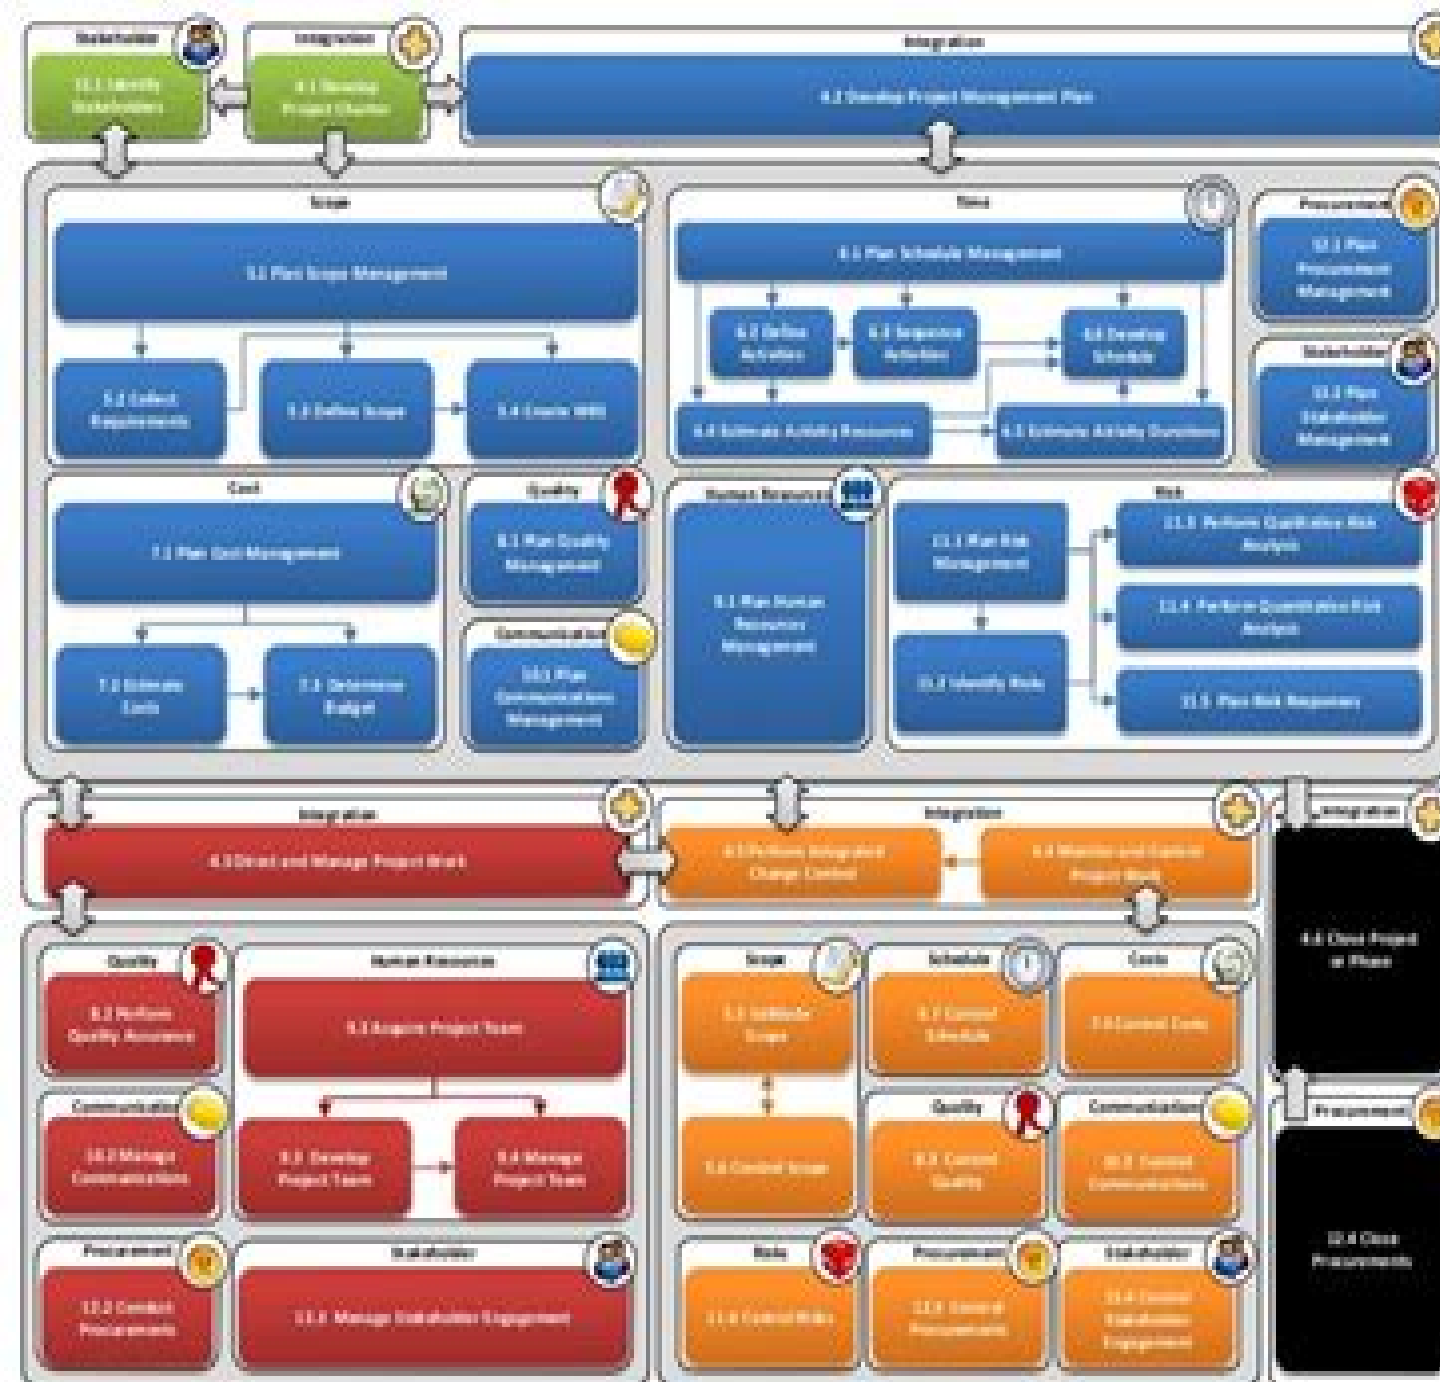 Stakeholder
13.1 Identify
Stakeholders
Integration
4.1 Develop
Project Charter
Integration
4.2 Develop Project Management Plan
Scope
5.1 Plan Scope Management
5.2 Collect
Requirements
5.3 Define Scope
5.4 Create WBS
Time
6.1 Plan Schedule Management
6.2 Define
Activities
6.3 Sequence
Activities
6.6 Develop
Schedule
6.4 Estimate Activity Resources
6.5 Estimate Activity Durations
Procurement
12.1 Plan
Procurement
Management
Stakeholder
13.2 Plan
Stakeholder
Management
Cost
7.1 Plan Cost Management
7.2 Estimate
Costs
7.3 Determine
Budget
Quality
8.1 Plan Quality
Management
Communication
10.1 Plan
Communications
Management
Human Resources
9.1 Plan Human
Resources
Management
Risk
11.1 Plan Risk
Management
11.2 Identify Risks
11.3 Perform Qualitative Risk
Analysis
11.4 Perform Quantitative Risk
Analysis
11.5 Plan Risk Responses
Integration
4.3 Direct and Manage Project Work
Integration
4.5 Perform Integrated
Change Control
4.4 Monitor and Control
Project Work
Integration
4.6 Close Project
or Phase
Quality
8.2 Perform
Quality Assurance
Human Resources
9.2 Acquire Project Team
9.3 Develop
Project Team
9.4 Manage
Project Team
Communication
10.2 Manage
Communications
Procurement
12.2 Conduct
Procurements
Stakeholder
13.3 Manage Stakeholder Engagement
Scope
5.5 Validate
Scope
5.6 Control Scope
Schedule
6.7 Control
Schedule
Costs
7.4 Control Costs
Quality
8.3 Control
Quality
Communication
10.3 Control
Communications
Risks
11.6 Control Risks
Procurement
12.3 Control
Procurements
Stakeholder
13.4 Control
Stakeholder
Engagement
Procurement
12.4 Close
Procurements